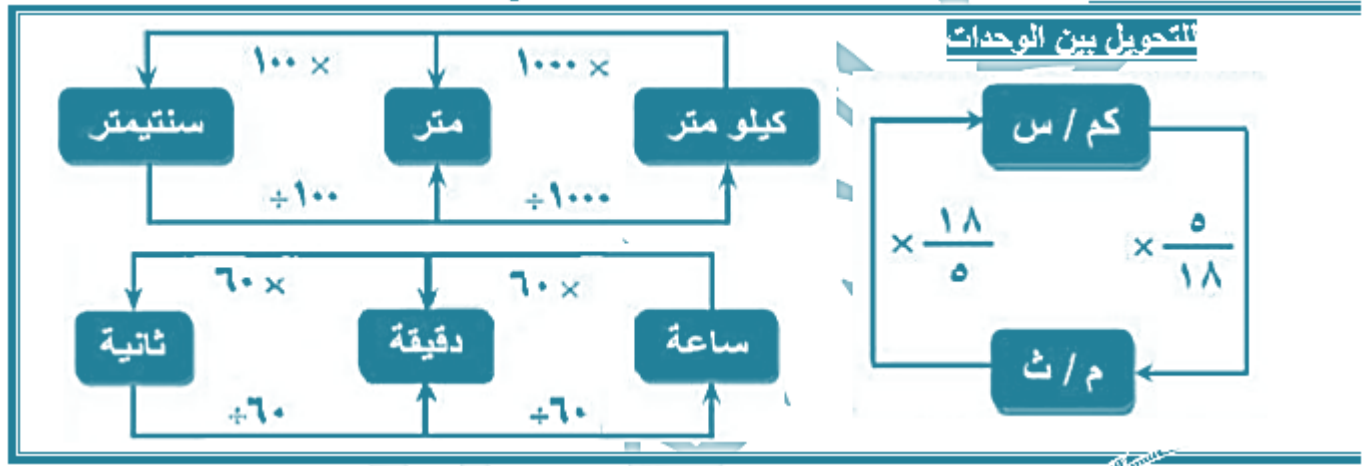 للتحويل بين الوحدات
كم / س
× ٥/١٨
× ١٨/٥
م / ث
× ١٠٠٠
× ١٠٠
كيلو متر
متر
سنتيمتر
÷١٠٠٠
÷١٠٠
× ٦٠
× ٦٠
ساعة
دقيقة
ثانية
÷٦٠
÷٦٠